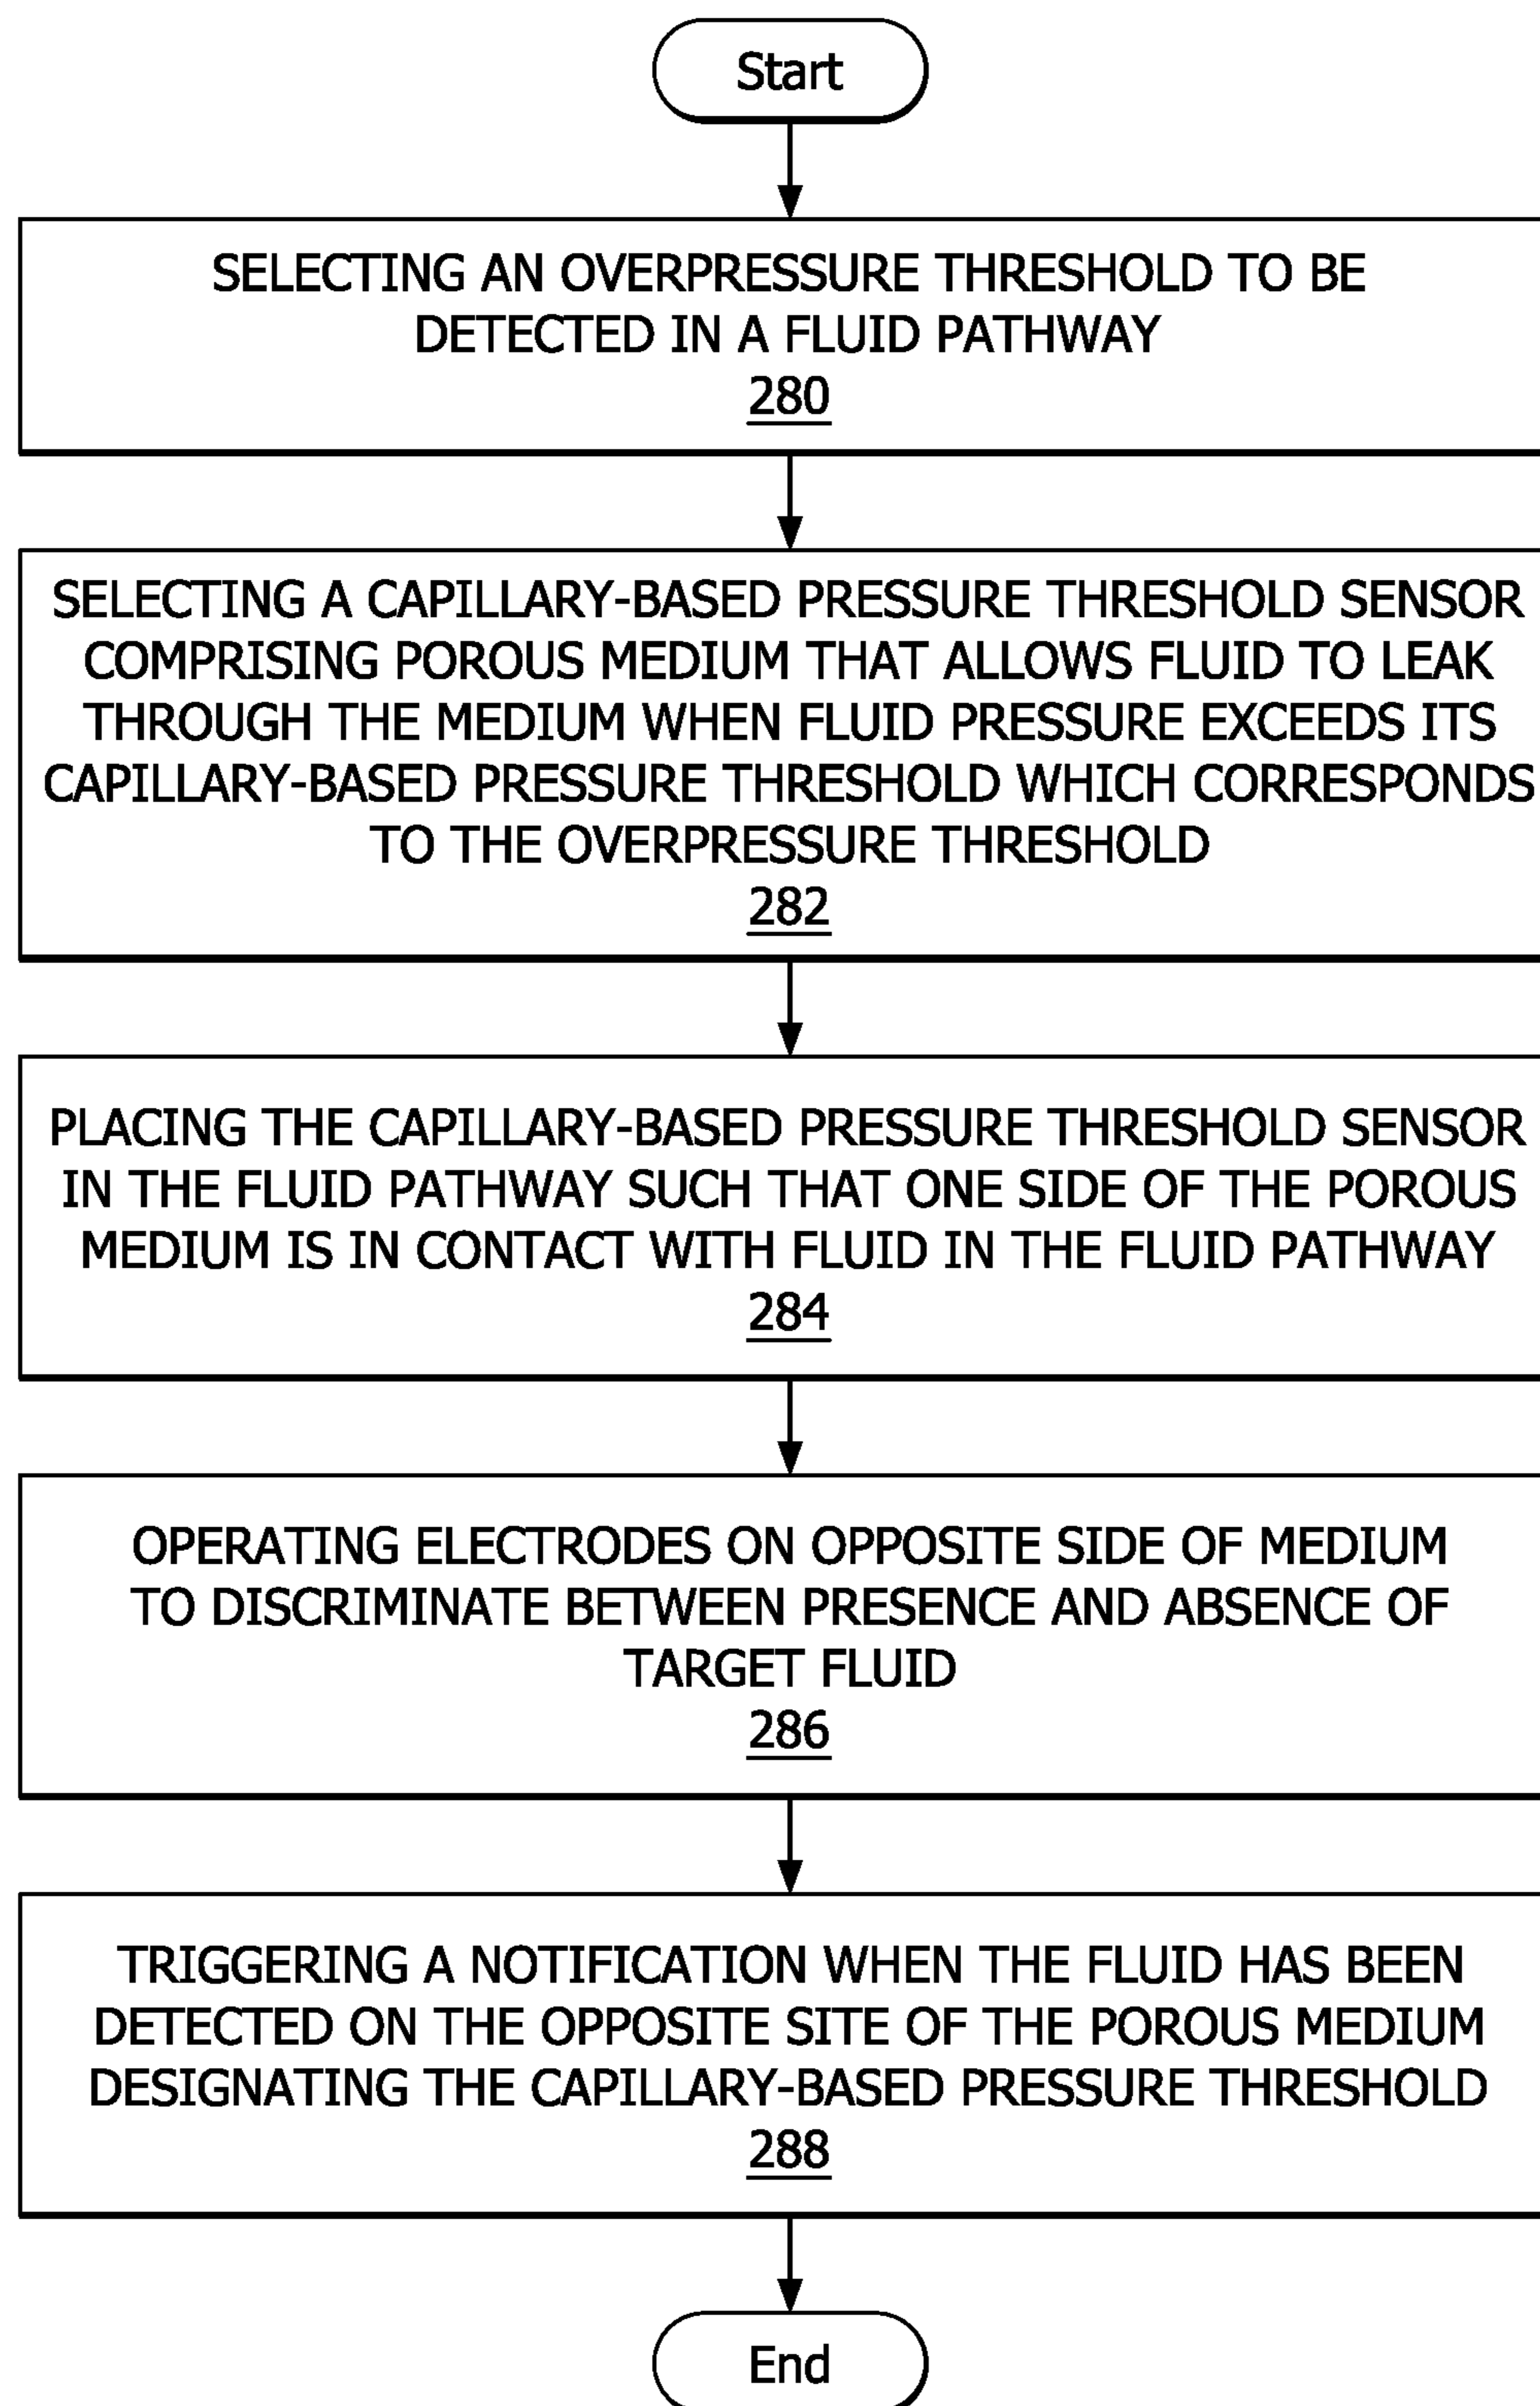 Start
SELECTING AN OVERPRESSURE THRESHOLD TO BE
DETECTED IN A FLUID PATHWAY
280
SELECTING A CAPILLARY-BASED PRESSURE THRESHOLD SENSOR
COMPRISING POROUS MEDIUM THAT ALLOWS FLUID TO LEAK
THROUGH THE MEDIUM WHEN FLUID PRESSURE EXCEEDS ITS
CAPILLARY-BASED PRESSURE THRESHOLD WHICH CORRESPONDS
TO THE OVERPRESSURE THRESHOLD
282
PLACING THE CAPILLARY-BASED PRESSURE THRESHOLD SENSOR
IN THE FLUID PATHWAY SUCH THAT ONE SIDE OF THE POROUS
MEDIUM IS IN CONTACT WITH FLUID IN THE FLUID PATHWAY
284
OPERATING ELECTRODES ON OPPOSITE SIDE OF MEDIUM
TO DISCRIMINATE BETWEEN PRESENCE AND ABSENCE OF
TARGET FLUID
286
TRIGGERING A NOTIFICATION WHEN THE FLUID HAS BEEN
DETECTED ON THE OPPOSITE SITE OF THE POROUS MEDIUM
DESIGNATING THE CAPILLARY-BASED PRESSURE THRESHOLD
288
End